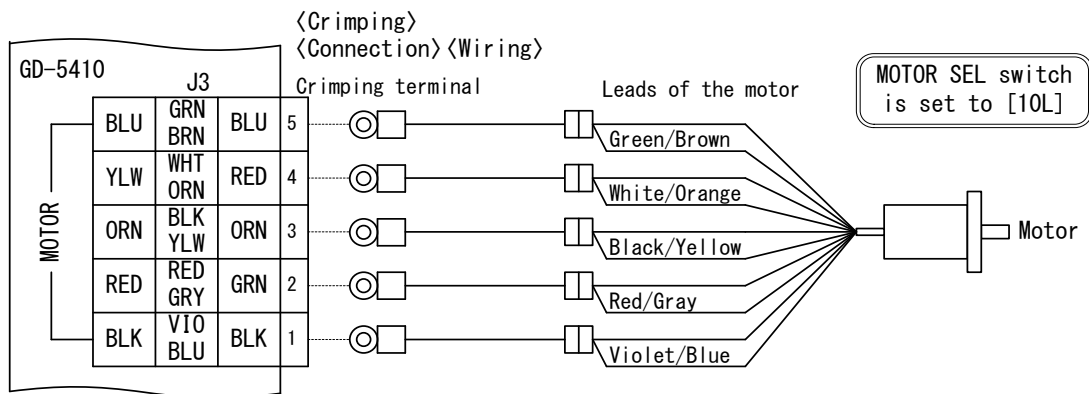 〈Crimping〉
〈Connection〉〈Wiring〉
GD-5410
J3
Crimping terminal
Leads of the motor
MOTOR SEL switch
is set to [10L]
MOTOR
BLU GRN BRN BLU 5
Green/Brown
YLW WHT ORN RED 4
White/Orange
ORN BLK YLW ORN 3
Black/Yellow
Motor
RED RED GRY GRN 2
Red/Gray
BLK VIO BLU BLK 1
Violet/Blue